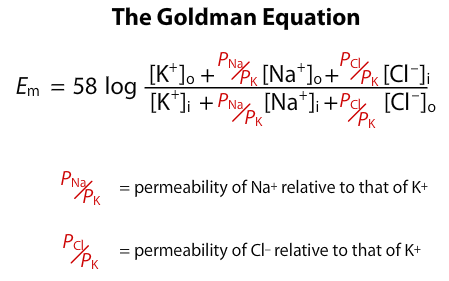 The Goldman Equation
Em = 58 log [K⁺]o + PNa/PK [Na⁺]o + PCl/PK [Cl⁻]i
[K⁺]i + PNa/PK [Na⁺]i + PCl/PK [Cl⁻]o
PNa/PK = permeability of Na⁺ relative to that of K⁺
PCl/PK = permeability of Cl⁻ relative to that of K⁺